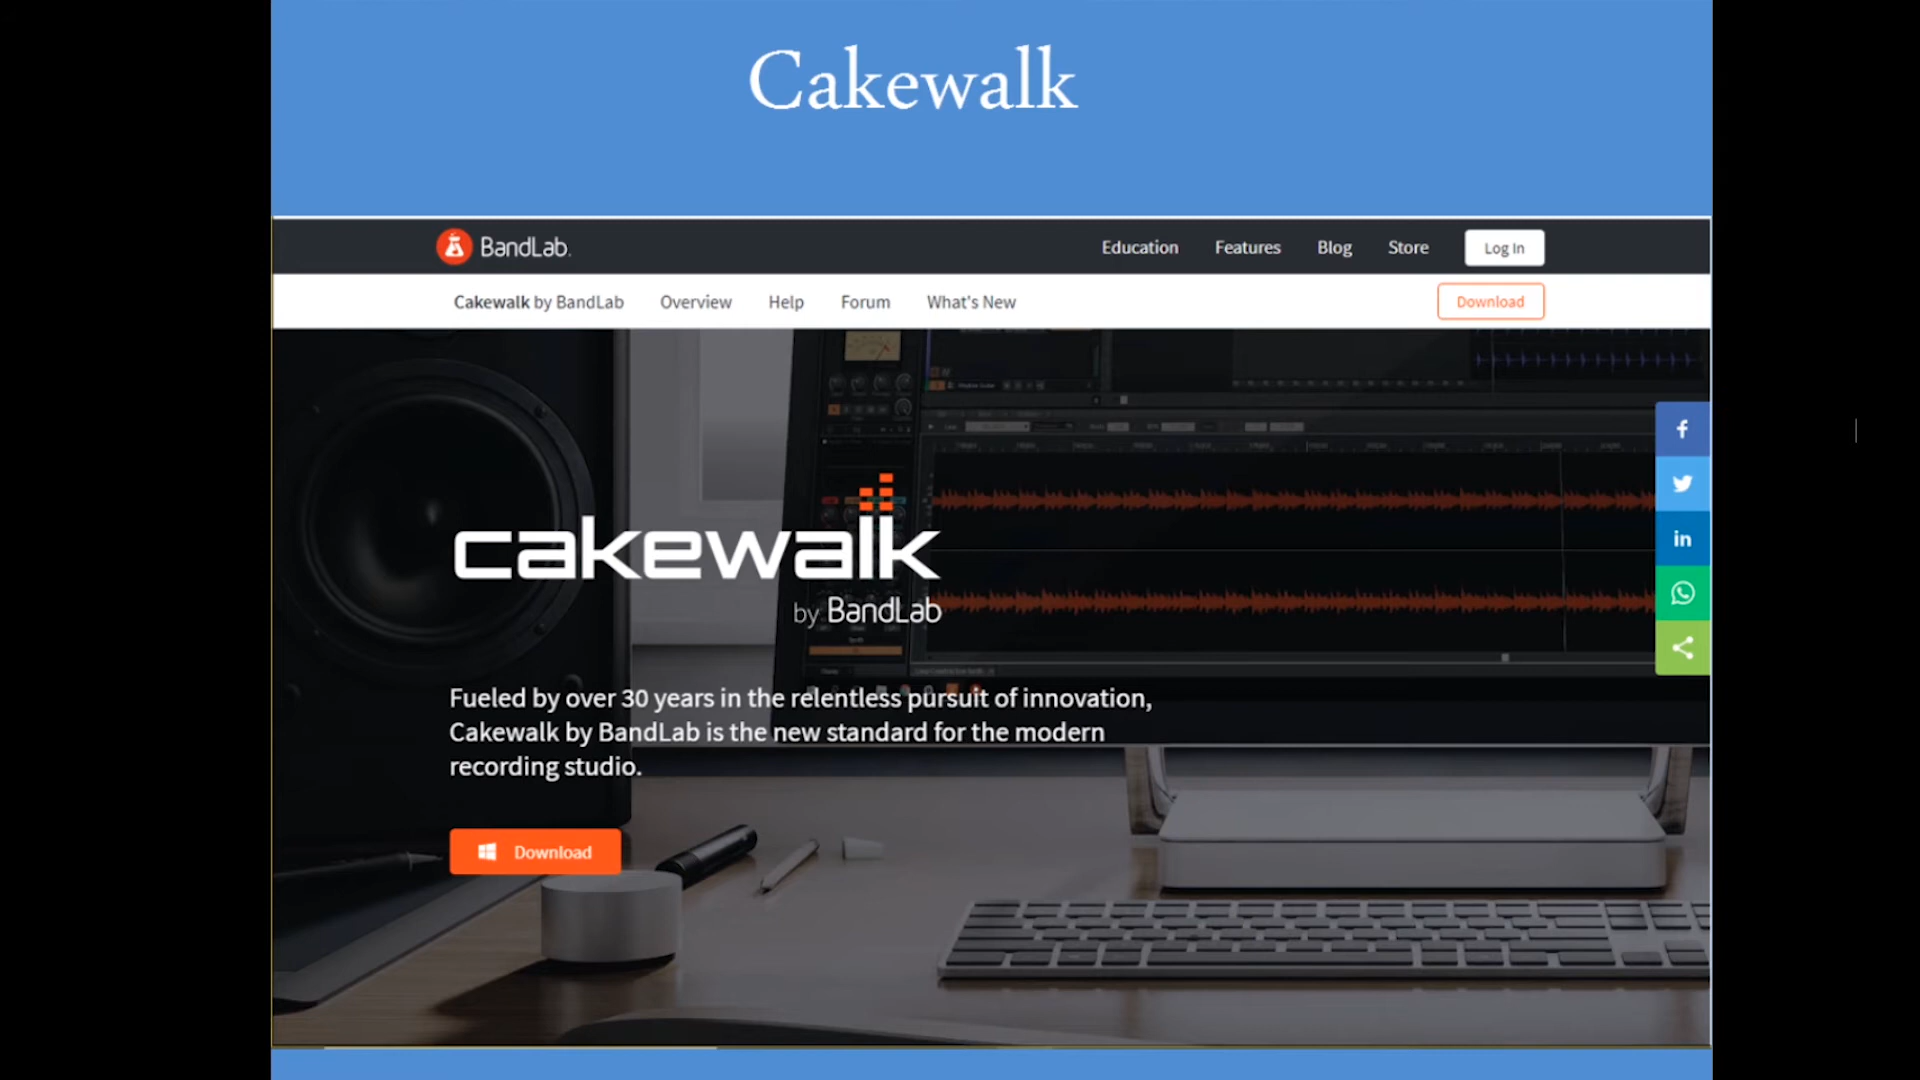 Cakewalk
BandLab.
Education Features Blog Store Log In
Cakewalk by BandLab Overview Help Forum What's New Download
cakewalk
by BandLab
Fueled by over 30 years in the relentless pursuit of innovation,
Cakewalk by BandLab is the new standard for the modern
recording studio.
Download